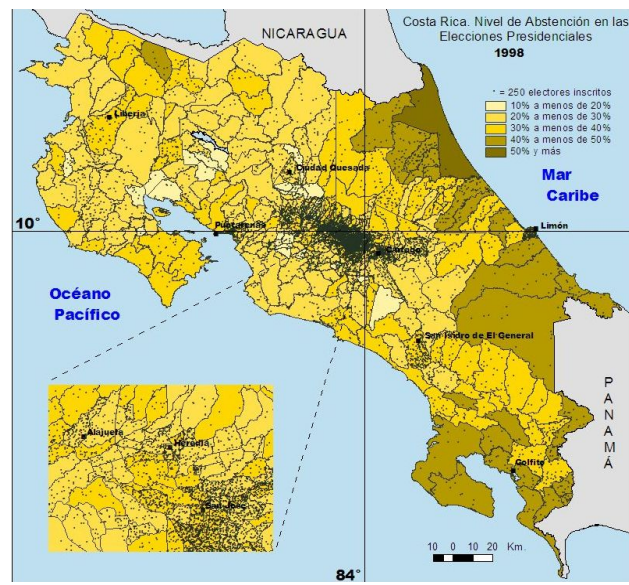 NICARAGUA
Costa Rica. Nivel de Abstención en las
Elecciones Presidenciales
1998
· = 250 electores inscritos
10% a menos de 20%
20% a menos de 30%
30% a menos de 40%
40% a menos de 50%
50% y más
Liberia
Ciudad Quesada
Mar
Caribe
10°
Puntarenas
Limón
Cartago
Océano
Pacífico
San Isidro de El General
PANAMÁ
Alajuela
Heredia
San José
Golfito
10 0 10 20 Km.
84°